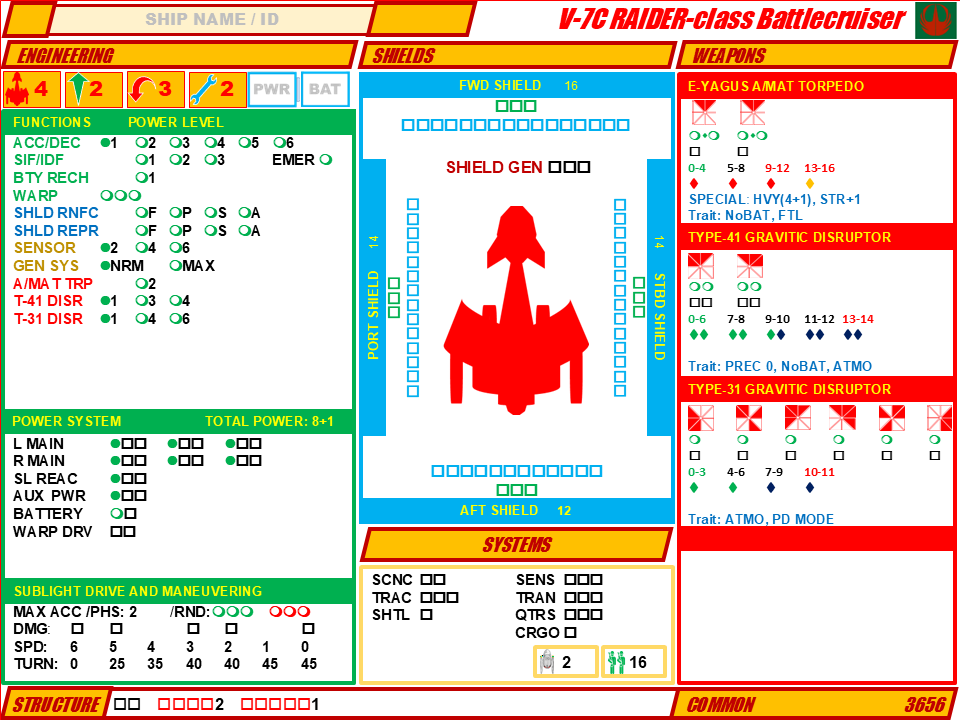 SHIP NAME / ID
V-7C RAIDER-class Battlecruiser
ENGINEERING
4 2 3 2 PWR BAT
FUNCTIONS POWER LEVEL
ACC/DEC 1 2 3 4 5 6
SIF/IDF 1 2 3 EMER
BTY RECH 1
WARP
SHLD RNFC F P S A
SHLD REPR F P S A
SENSOR 2 4 6
GEN SYS NRM MAX
A/MAT TRP 2
T-41 DISR 1 3 4
T-31 DISR 1 4 6
POWER SYSTEM TOTAL POWER: 8+1
L MAIN
R MAIN
SL REAC
AUX PWR
BATTERY
WARP DRV
SUBLIGHT DRIVE AND MANEUVERING
MAX ACC /PHS: 2 /RND:
DMG:
SPD: 6 5 4 3 2 1 0
TURN: 0 25 35 40 40 45 45
SHIELDS
FWD SHIELD 16
SHIELD GEN
PORT SHIELD 14
14 STBD SHIELD
AFT SHIELD 12
SYSTEMS
SCNC
TRAC
SHTL
SENS
TRAN
QTRS
CRGO
2 16
WEAPONS
E-YAGUS A/MAT TORPEDO
0-4 5-8 9-12 13-16
SPECIAL: HVY(4+1), STR+1
Trait: NoBAT, FTL
TYPE-41 GRAVITIC DISRUPTOR
0-6 7-8 9-10 11-12 13-14
Trait: PREC 0, NoBAT, ATMO
TYPE-31 GRAVITIC DISRUPTOR
0-3 4-6 7-9 10-11
Trait: ATMO, PD MODE
STRUCTURE 2 1
COMMON 3656